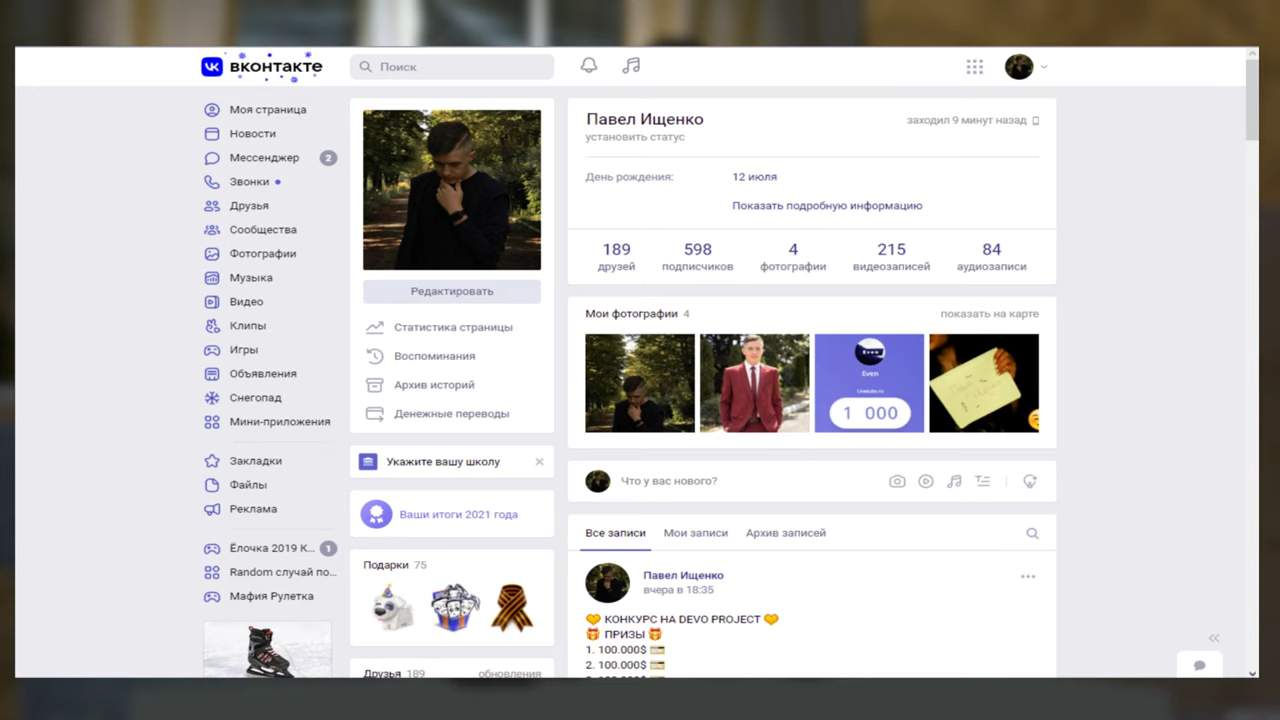 вконтакте
Поиск
Моя страница
Новости
Мессенджер 2
Звонки
Друзья
Сообщества
Фотографии
Музыка
Видео
Клипы
Игры
Объявления
Снегопад
Мини-приложения
Закладки
Файлы
Реклама
Ёлочка 2019 К... 1
Random случай по...
Мафия Рулетка
Редактировать
Статистика страницы
Воспоминания
Архив историй
Денежные переводы
Укажите вашу школу
Ваши итоги 2021 года
Подарки 75
Друзья 189 обновления
Павел Ищенко
заходил 9 минут назад
установить статус
День рождения: 12 июля
Показать подробную информацию
189 598 4 215 84
друзей подписчиков фотографии видеозаписей аудиозаписи
Мои фотографии 4 показать на карте
Even
Even
1 000
Что у вас нового?
Все записи Мои записи Архив записей
Павел Ищенко
вчера в 18:35
КОНКУРС НА DEVO PROJECT
ПРИЗЫ
1. 100.000$
2. 100.000$